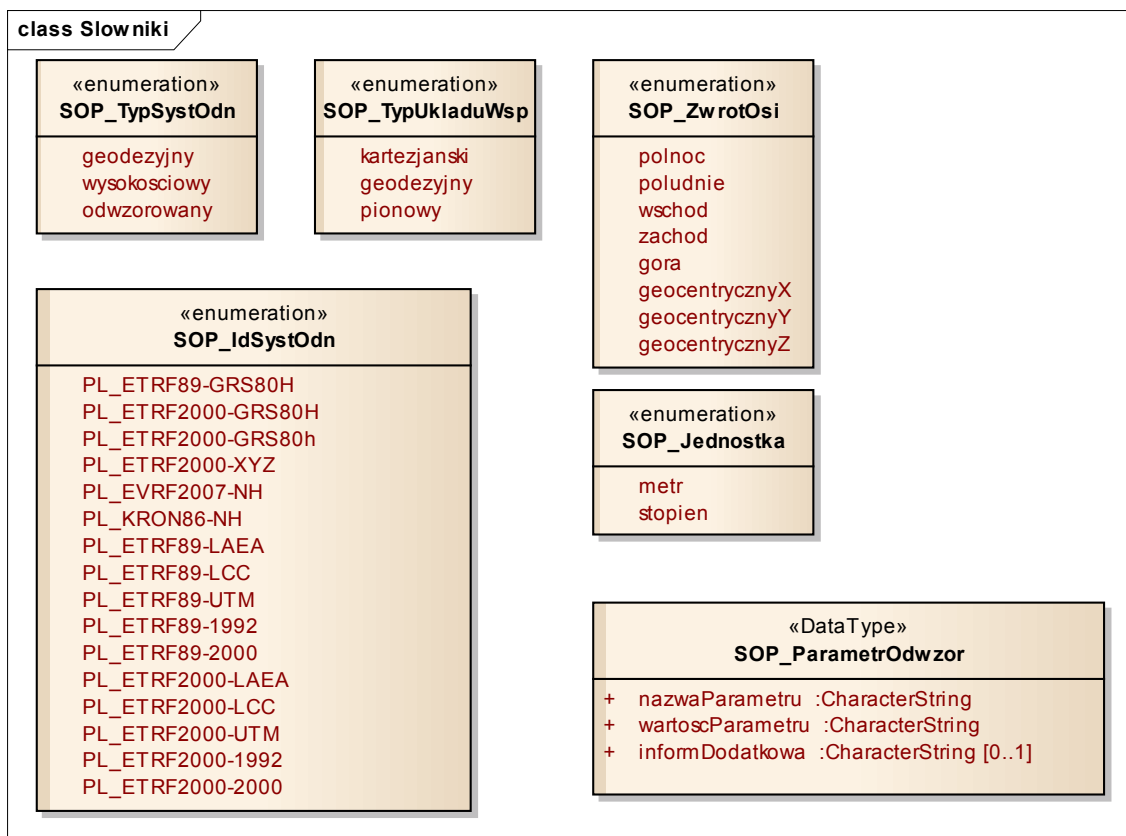 class Slowniki
«enumeration»
SOP_TypSystOdn
geodezyjny
wysokosciowy
odwzorowany
«enumeration»
SOP_TypUkladuWsp
kartezjanski
geodezyjny
pionowy
«enumeration»
SOP_ZwrotOsi
polnoc
poludnie
wschod
zachod
gora
geocentrycznyX
geocentrycznyY
geocentrycznyZ
«enumeration»
SOP_IdSystOdn
PL_ETRF89-GRS80H
PL_ETRF2000-GRS80H
PL_ETRF2000-GRS80h
PL_ETRF2000-XYZ
PL_EVRF2007-NH
PL_KRON86-NH
PL_ETRF89-LAEA
PL_ETRF89-LCC
PL_ETRF89-UTM
PL_ETRF89-1992
PL_ETRF89-2000
PL_ETRF2000-LAEA
PL_ETRF2000-LCC
PL_ETRF2000-UTM
PL_ETRF2000-1992
PL_ETRF2000-2000
«enumeration»
SOP_Jednostka
metr
stopien
«DataType»
SOP_ParametrOdwzor
+ nazwaParametru :CharacterString
+ wartoscParametru :CharacterString
+ informDodatkowa :CharacterString [0..1]